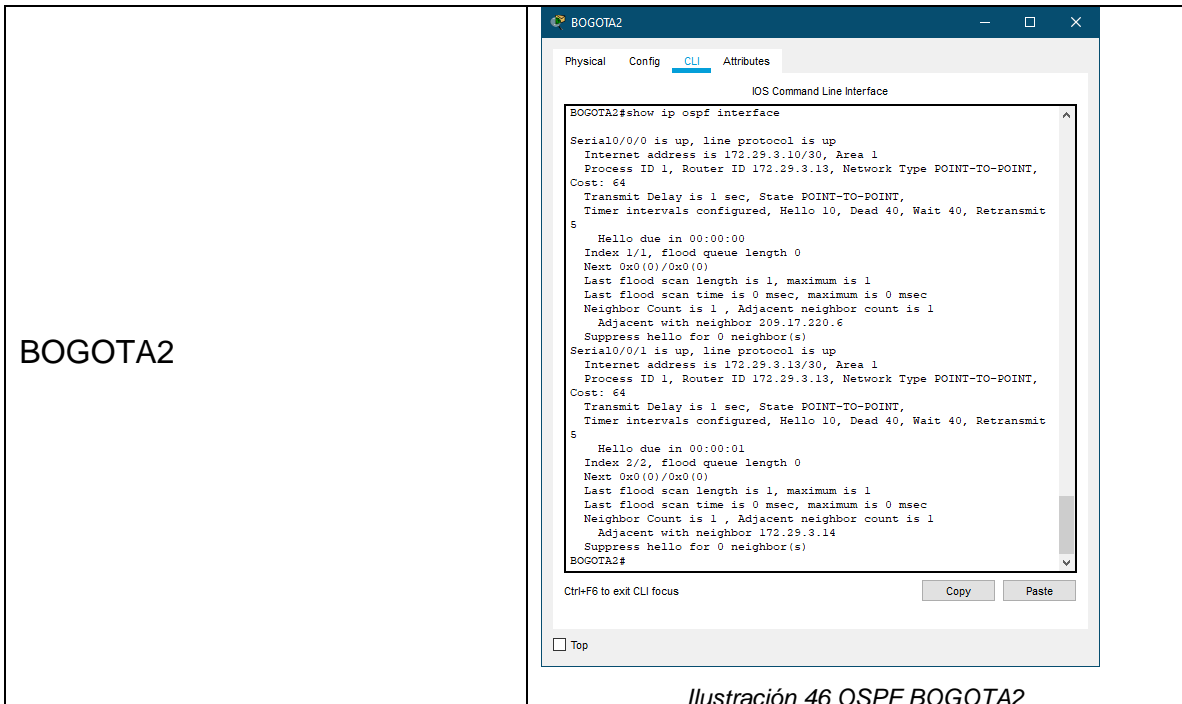 BOGOTA2
BOGOTA2
Physical Config CLI Attributes
IOS Command Line Interface
BOGOTA2#show ip ospf interface

Serial0/0/0 is up, line protocol is up
  Internet address is 172.29.3.10/30, Area 1
  Process ID 1, Router ID 172.29.3.13, Network Type POINT-TO-POINT,
Cost: 64
  Transmit Delay is 1 sec, State POINT-TO-POINT,
  Timer intervals configured, Hello 10, Dead 40, Wait 40, Retransmit
5
    Hello due in 00:00:00
  Index 1/1, flood queue length 0
  Next 0x0(0)/0x0(0)
  Last flood scan length is 1, maximum is 1
  Last flood scan time is 0 msec, maximum is 0 msec
  Neighbor Count is 1 , Adjacent neighbor count is 1
    Adjacent with neighbor 209.17.220.6
  Suppress hello for 0 neighbor(s)
Serial0/0/1 is up, line protocol is up
  Internet address is 172.29.3.13/30, Area 1
  Process ID 1, Router ID 172.29.3.13, Network Type POINT-TO-POINT,
Cost: 64
  Transmit Delay is 1 sec, State POINT-TO-POINT,
  Timer intervals configured, Hello 10, Dead 40, Wait 40, Retransmit
5
    Hello due in 00:00:01
  Index 2/2, flood queue length 0
  Next 0x0(0)/0x0(0)
  Last flood scan length is 1, maximum is 1
  Last flood scan time is 0 msec, maximum is 0 msec
  Neighbor Count is 1 , Adjacent neighbor count is 1
    Adjacent with neighbor 172.29.3.14
  Suppress hello for 0 neighbor(s)
BOGOTA2#
Ctrl+F6 to exit CLI focus
Copy Paste
Top
Ilustración 46 OSPF BOGOTA2